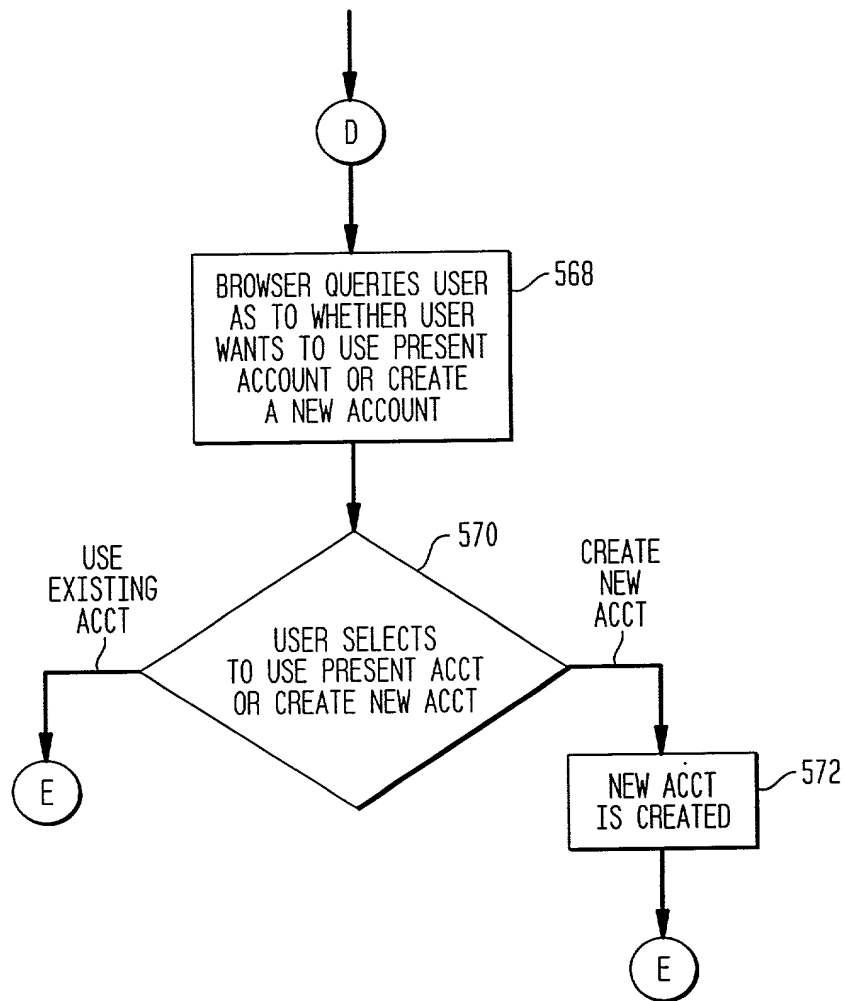 D
BROWSER QUERIES USER
AS TO WHETHER USER
WANTS TO USE PRESENT
ACCOUNT OR CREATE
A NEW ACCOUNT
568
570
USE
EXISTING
ACCT
CREATE
NEW
ACCT
USER SELECTS
TO USE PRESENT ACCT
OR CREATE NEW ACCT
E
NEW ACCT
IS CREATED
572
E